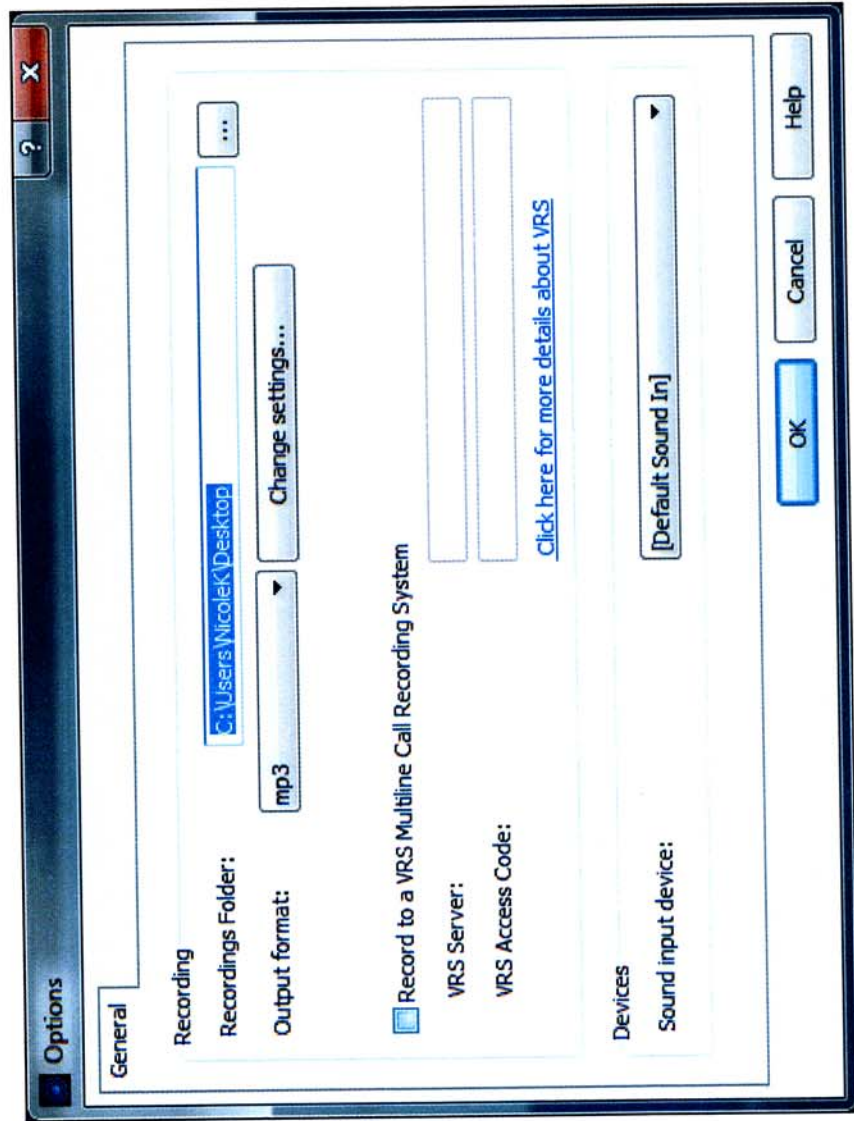 Options
? X
General
Recording
Recordings Folder: C:\Users\NicoleK\Desktop ...
Output format: mp3 Change settings...
Record to a VRS Multiline Call Recording System
VRS Server:
VRS Access Code:
Click here for more details about VRS
Devices
Sound input device: [Default Sound In]
OK Cancel Help